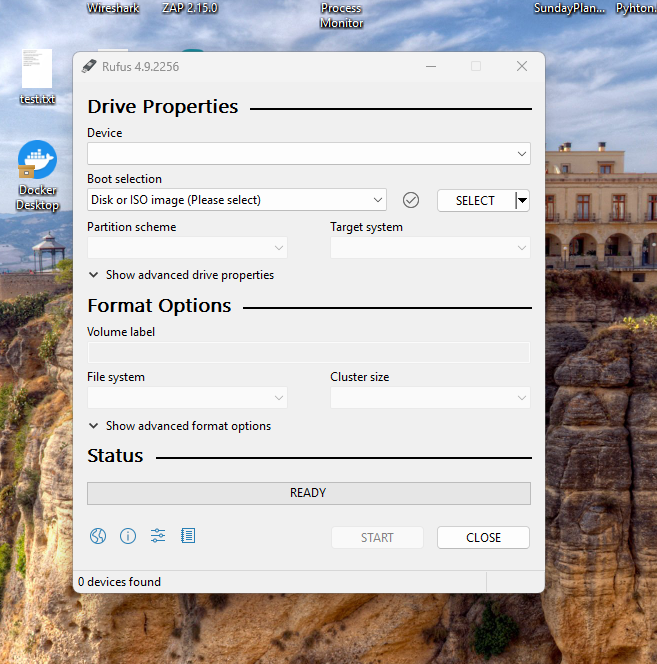 Wireshark
ZAP 2.15.0
Process
Monitor
SundayPlan...
Pyhton.
test.txt
Docker
Desktop
Rufus 4.9.2256
Drive Properties
Device
Boot selection
Disk or ISO image (Please select)
SELECT
Partition scheme
Target system
Show advanced drive properties
Format Options
Volume label
File system
Cluster size
Show advanced format options
Status
READY
START
CLOSE
0 devices found